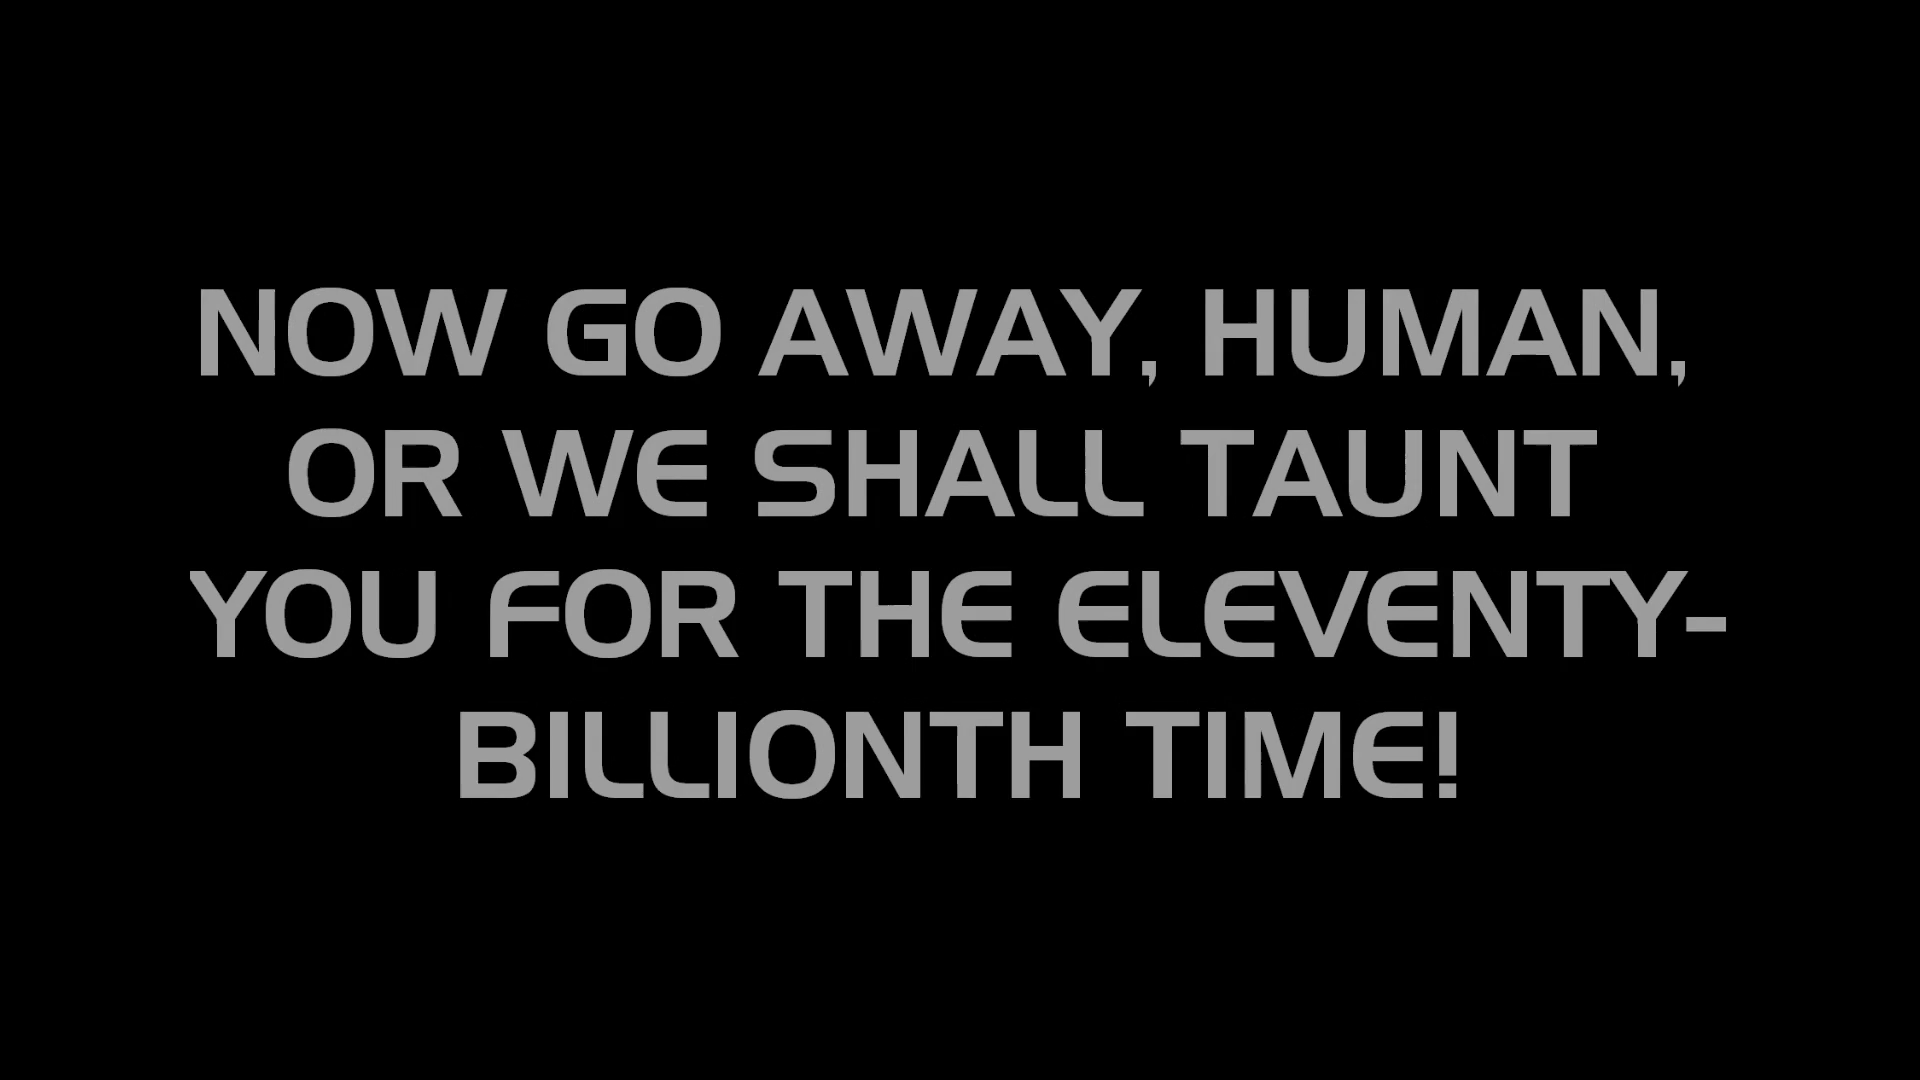 NOW GO AWAY, HUMAN,
OR WE SHALL TAUNT
YOU FOR THE ELEVENTY-
BILLIONTH TIME!